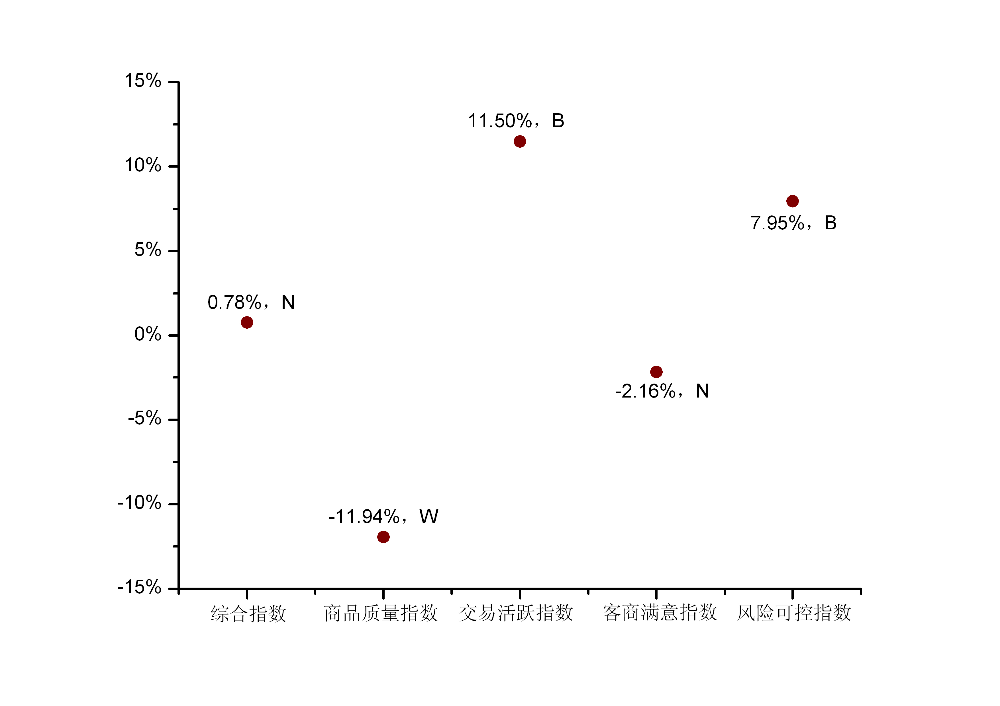 15%
11.50%，B
10%
7.95%，B
5%
0.78%，N
0%
-2.16%，N
-5%
-10%
-11.94%，W
-15%
综合指数 商品质量指数 交易活跃指数 客商满意指数 风险可控指数